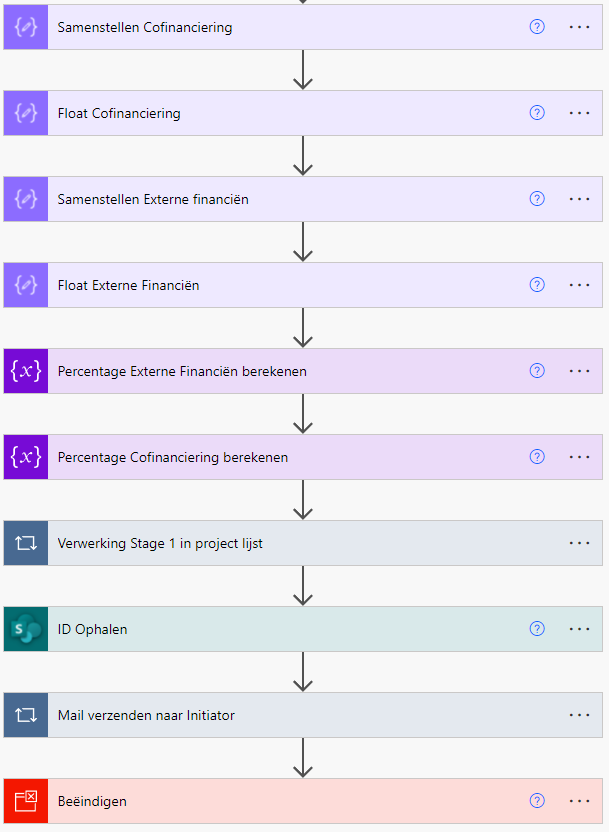 Samenstellen Cofinanciering
Float Cofinanciering
Samenstellen Externe financiën
Float Externe Financiën
{x} Percentage Externe Financiën berekenen
{x} Percentage Cofinanciering berekenen
Verwerking Stage 1 in project lijst
S ID Ophalen
Mail verzenden naar Initiator
Beëindigen